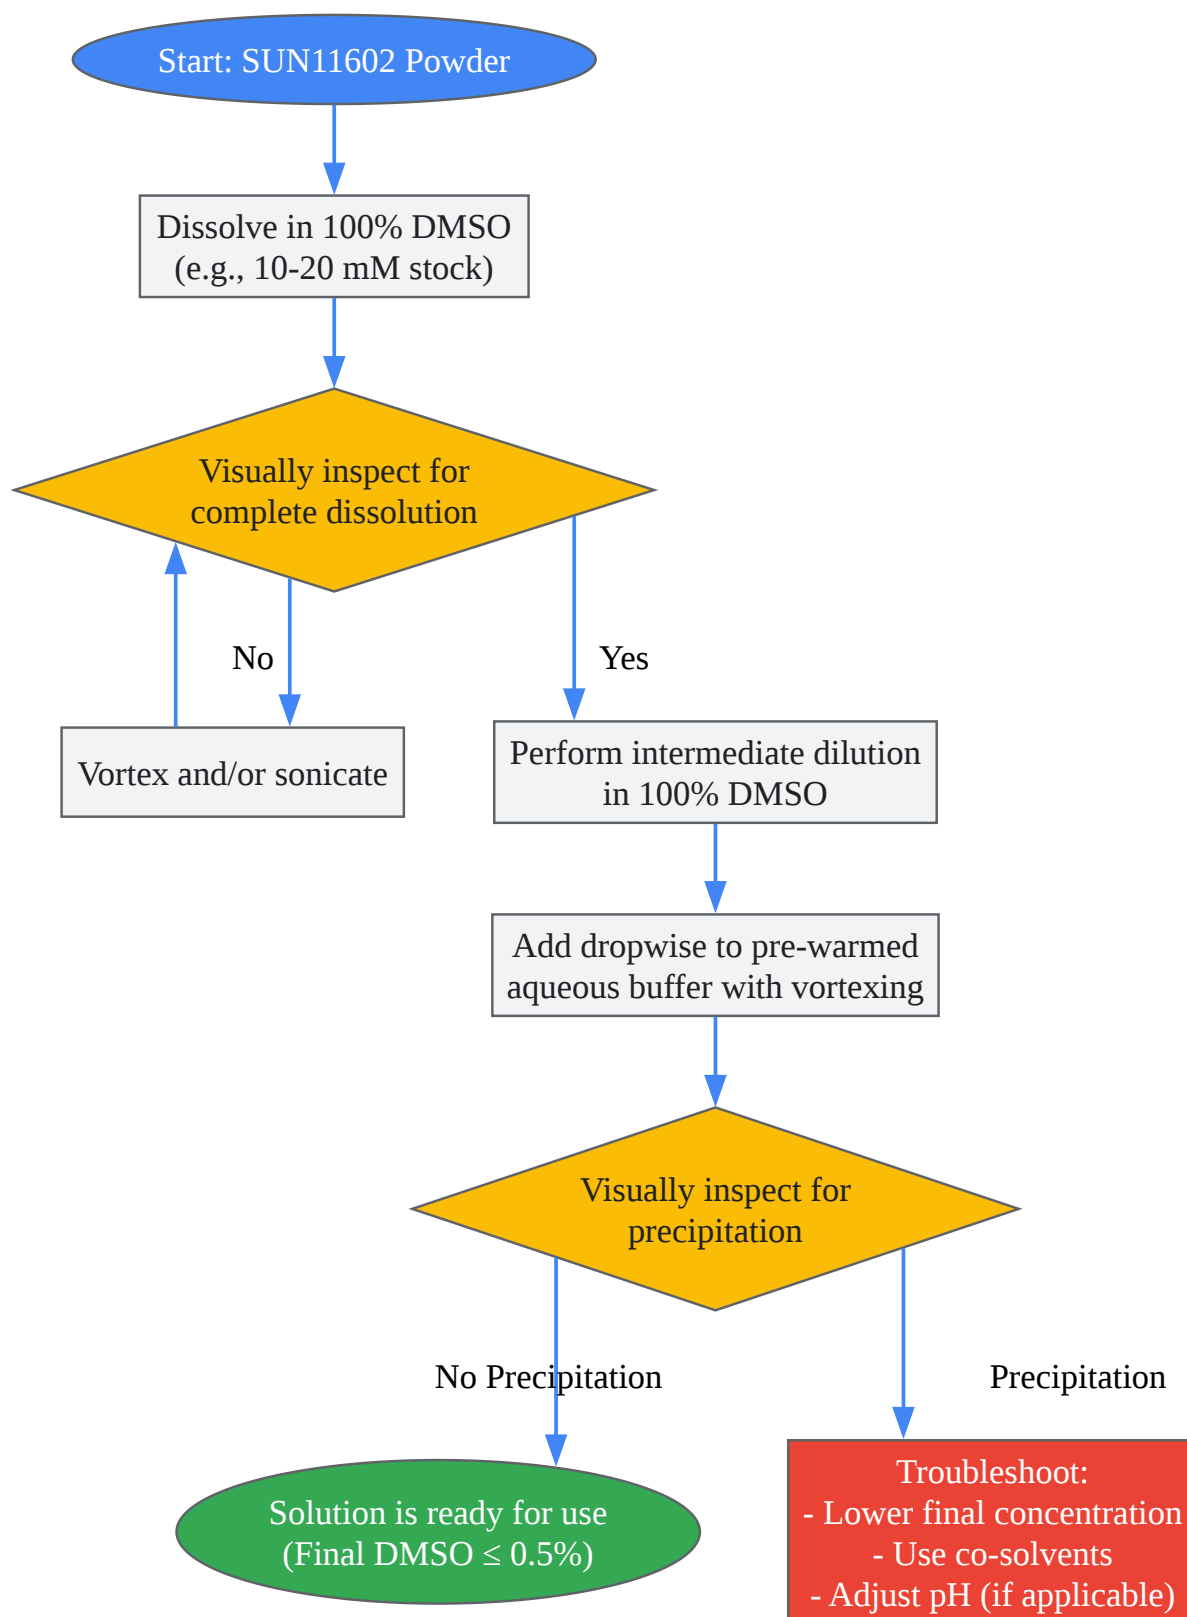 Start: SUN11602 Powder
Dissolve in 100% DMSO
(e.g., 10-20 mM stock)
Visually inspect for
complete dissolution
No
Yes
Vortex and/or sonicate
Perform intermediate dilution
in 100% DMSO
Add dropwise to pre-warmed
aqueous buffer with vortexing
Visually inspect for
precipitation
No Precipitation
Precipitation
Solution is ready for use
(Final DMSO ≤ 0.5%)
Troubleshoot:
- Lower final concentration
- Use co-solvents
- Adjust pH (if applicable)